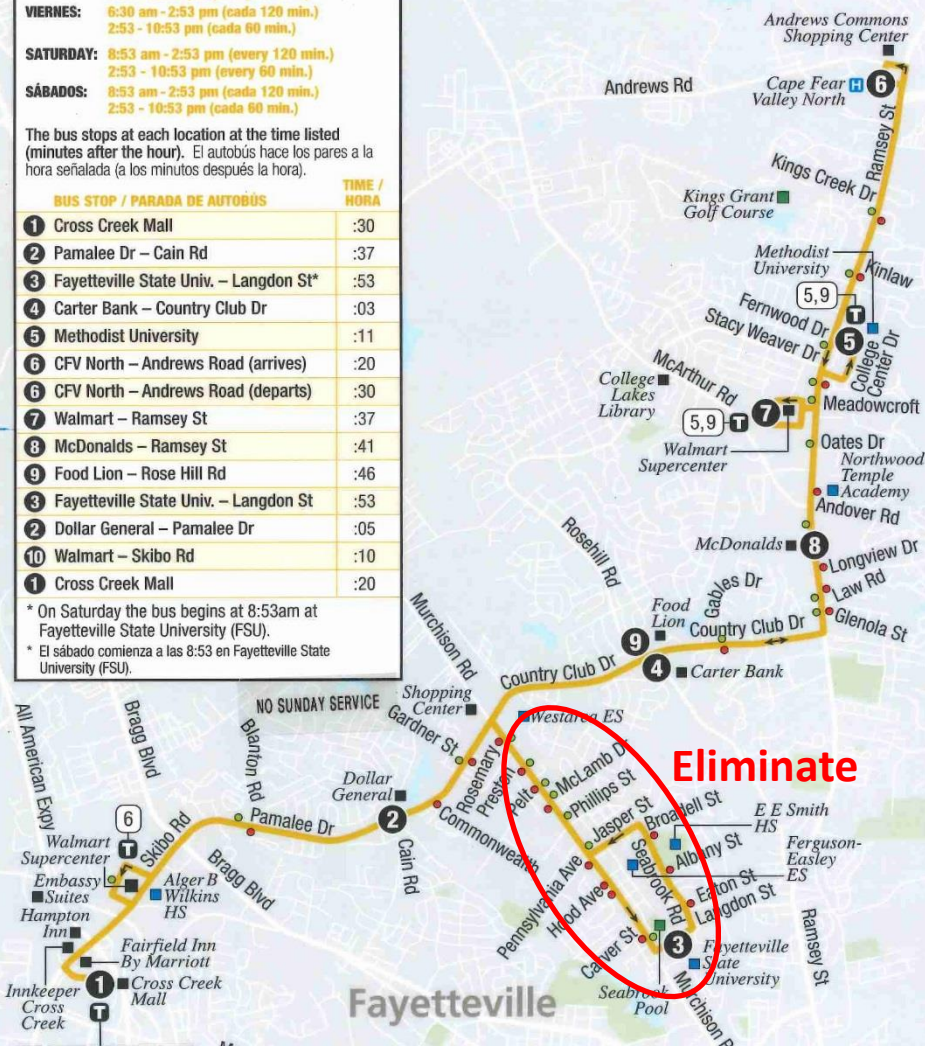 VIERNES: 6:30 am - 2:53 pm (cada 120 min.)
2:53 - 10:53 pm (cada 60 min.)
SATURDAY: 8:53 am - 2:53 pm (every 120 min.)
2:53 - 10:53 pm (every 60 min.)
SÁBADOS: 8:53 am - 2:53 pm (cada 120 min.)
2:53 - 10:53 pm (cada 60 min.)
The bus stops at each location at the time listed
(minutes after the hour). El autobús hace los pares a la
hora señalada (a los minutos después la hora).
BUS STOP / PARADA DE AUTOBÚS TIME / HORA
1 Cross Creek Mall :30
2 Pamalee Dr – Cain Rd :37
3 Fayetteville State Univ. – Langdon St* :53
4 Carter Bank – Country Club Dr :03
5 Methodist University :11
6 CFV North – Andrews Road (arrives) :20
6 CFV North – Andrews Road (departs) :30
7 Walmart – Ramsey St :37
8 McDonalds – Ramsey St :41
9 Food Lion – Rose Hill Rd :46
3 Fayetteville State Univ. – Langdon St :53
2 Dollar General – Pamalee Dr :05
10 Walmart – Skibo Rd :10
1 Cross Creek Mall :20
* On Saturday the bus begins at 8:53am at
Fayetteville State University (FSU).
* El sábado comienza a las 8:53 en Fayetteville State
University (FSU).
NO SUNDAY SERVICE
Andrews Commons
Shopping Center
Andrews Rd
Cape Fear
Valley North
H
6
Ramsey St
Kings Creek Dr
Kings Grant
Golf Course
Methodist
University
Kinlaw
5,9
T
Fernwood Dr
Stacy Weaver Dr
5
College
Center Dr
McArthur Rd
College
Lakes
Library
Meadowcroft
5,9
T
7
Walmart
Supercenter
Oates Dr
Northwood
Temple
Academy
Andover Rd
McDonalds
8
Longview Dr
Law Rd
Glenola St
Rosehill Rd
Gables Dr
Food
Lion
9
Country Club Dr
4
Carter Bank
Country Club Dr
Murchison Rd
Shopping
Center
Westarea ES
Gardner St
Rosemary
Preston
Pelt
McLamb Dr
Phillips St
Eliminate
Jasper St
Broadell St
E E Smith
HS
Seabrook Rd
Albany St
Ferguson-
Easley
ES
Eaton St
Langdon St
Pennsylvania Ave
Hood Ave
Carver St
3
Fayetteville
State
University
Seabrook
Pool
Murchison R
Ramsey St
All American Expy
Bragg Blvd
Blanton Rd
Dollar
General
2
Commonwealth
Cain Rd
Pamalee Dr
Bragg Blvd
6
T
Skibo Rd
Walmart
Supercenter
Embassy
Suites
Alger B
Wilkins
HS
Hampton
Inn
Fairfield Inn
By Marriott
Innkeeper
Cross
Creek
1
Cross Creek
Mall
T
Fayetteville